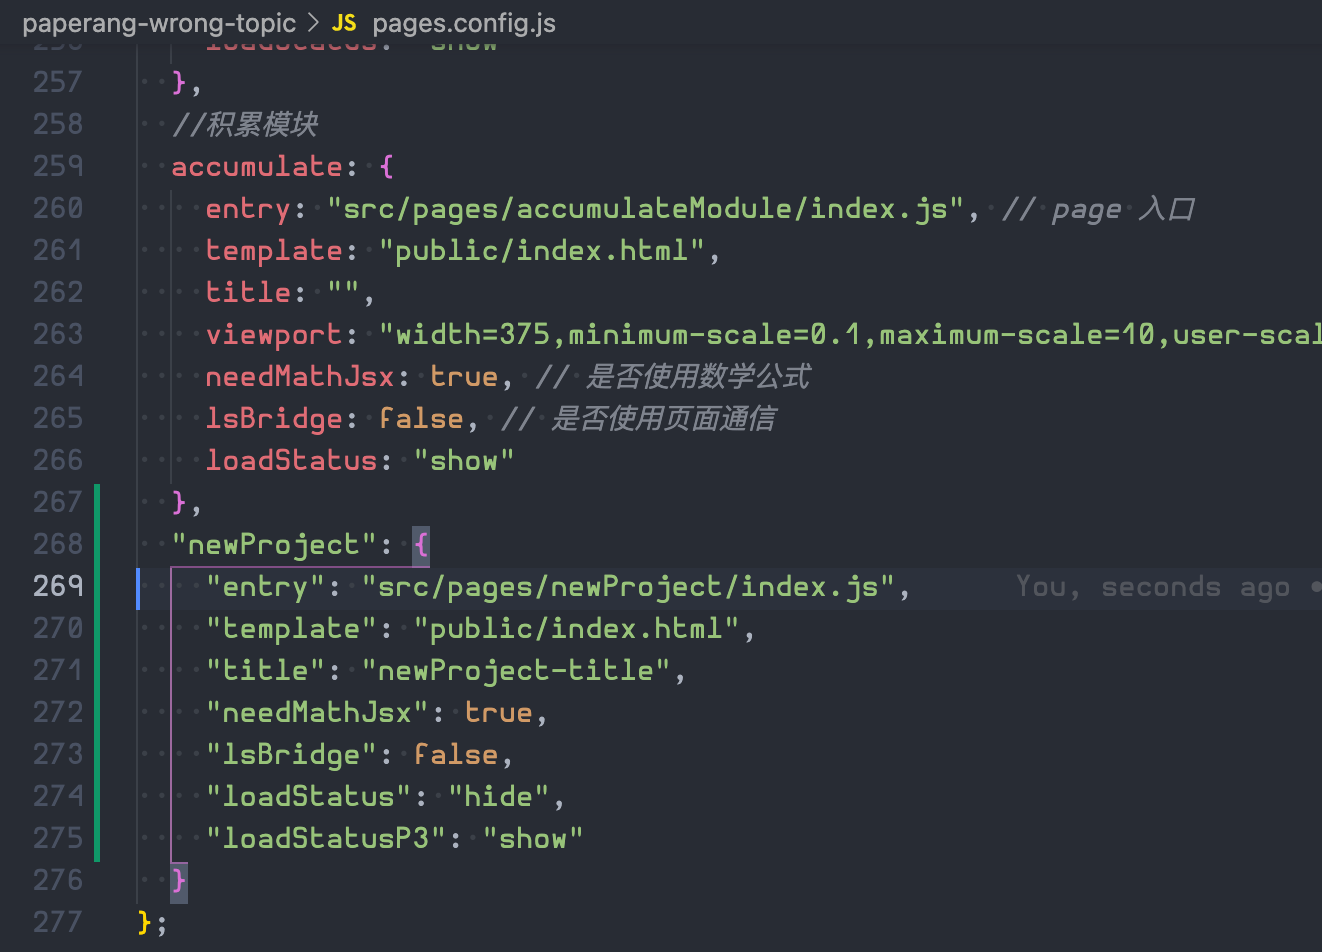 paperang-wrong-topic > JS pages.config.js
257 },
258 //积累模块
259 accumulate: {
260 entry: "src/pages/accumulateModule/index.js", // page 入口
261 template: "public/index.html",
262 title: "",
263 viewport: "width=375,minimum-scale=0.1,maximum-scale=10,user-scal
264 needMathJsx: true, // 是否使用数学公式
265 lsBridge: false, // 是否使用页面通信
266 loadStatus: "show"
267 },
268 "newProject": {
269 "entry": "src/pages/newProject/index.js", You, seconds ago •
270 "template": "public/index.html",
271 "title": "newProject-title",
272 "needMathJsx": true,
273 "lsBridge": false,
274 "loadStatus": "hide",
275 "loadStatusP3": "show"
276 }
277 };